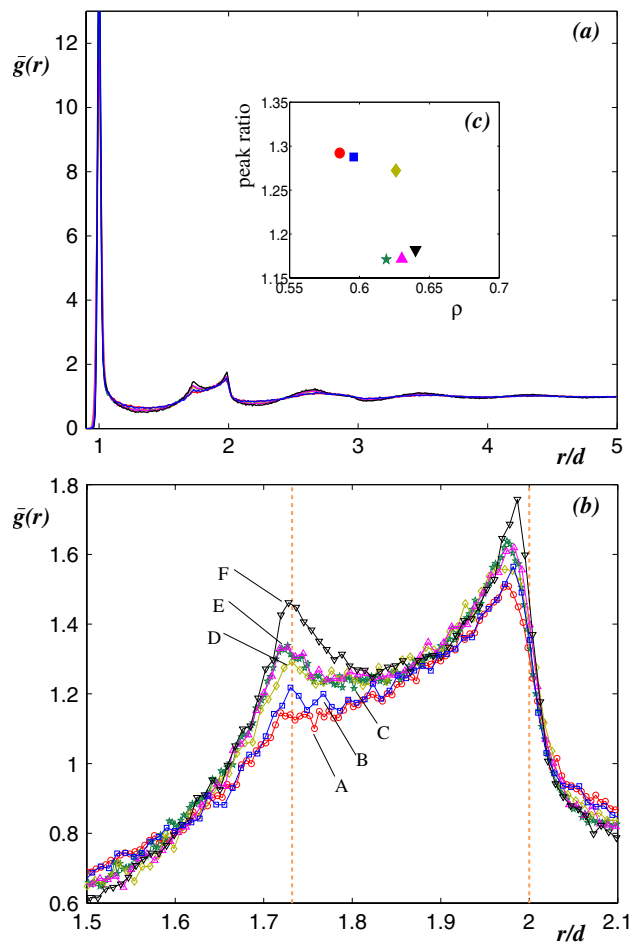 (a)
ḡ(r)
12
10
8
6
4
2
0
1 2 3 4 5
r/d
(c)
peak ratio
1.35
1.3
1.25
1.2
1.15
0.55 0.6 0.65 0.7
ρ
(b)
ḡ(r)
1.8
1.6
1.4
1.2
1
0.8
0.6
F
E
D
C
B
A
1.5 1.6 1.7 1.8 1.9 2 2.1
r/d